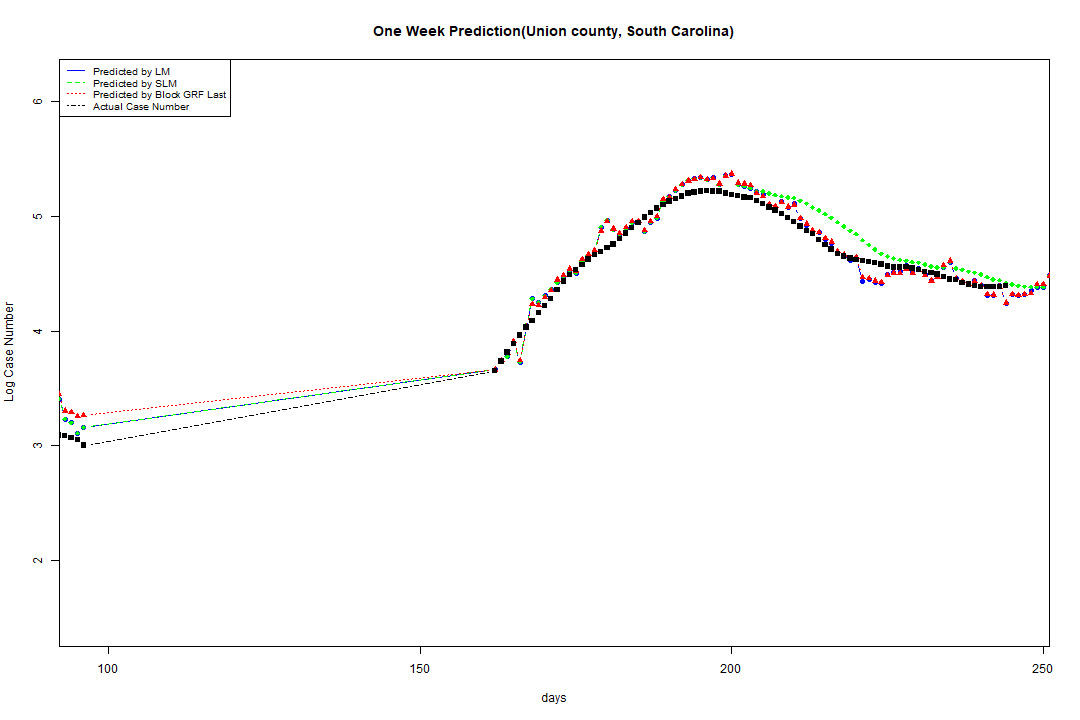 One Week Prediction(Union county, South Carolina)
Predicted by LM
Predicted by SLM
Predicted by Block GRF Last
Actual Case Number
6
5
4
3
2
Log Case Number
100 150 200 250
days